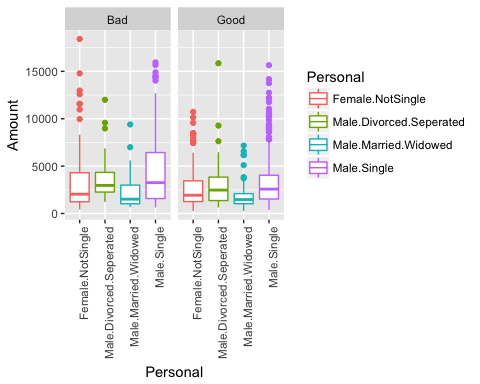 Bad
Good
Amount
15000
10000
5000
0
Female.NotSingle
Male.Divorced.Seperated
Male.Married.Widowed
Male.Single
Female.NotSingle
Male.Divorced.Seperated
Male.Married.Widowed
Male.Single
Personal
Personal
Female.NotSingle
Male.Divorced.Seperated
Male.Married.Widowed
Male.Single